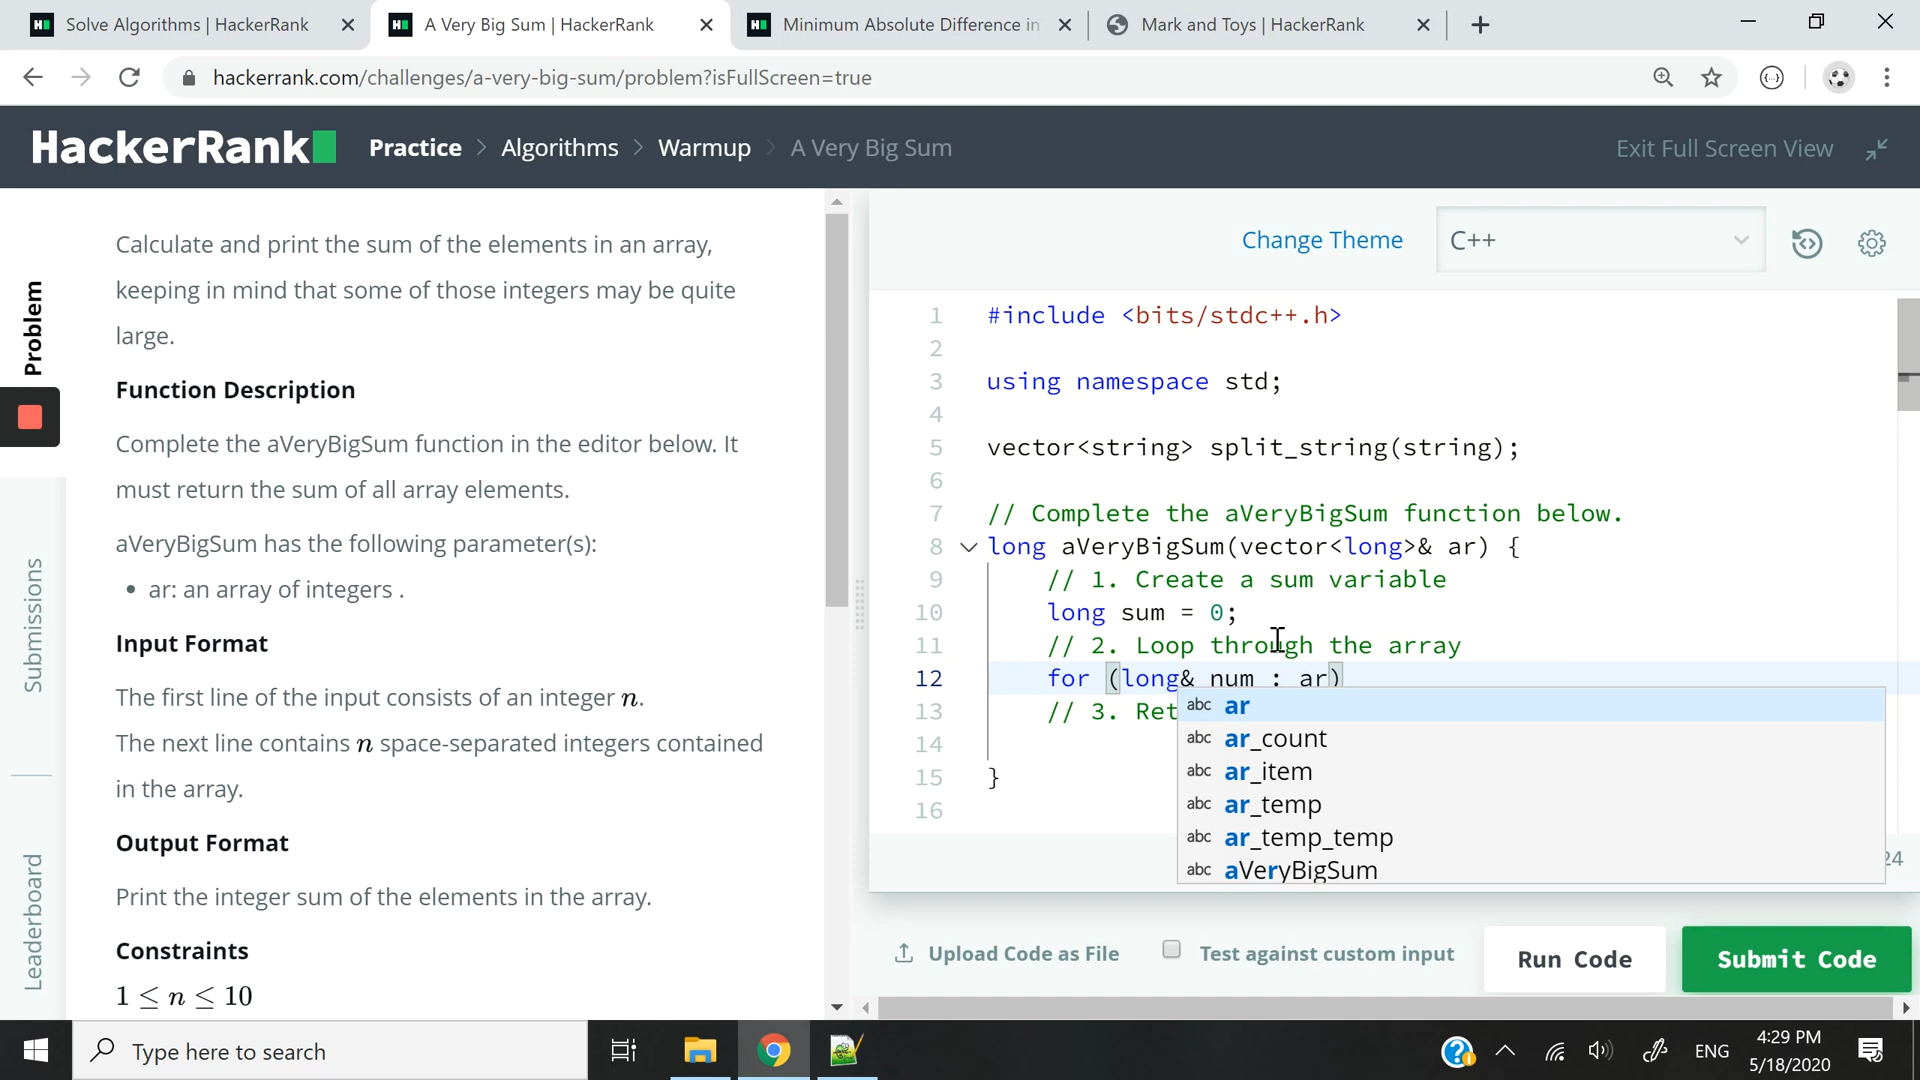 Solve Algorithms | HackerRank
A Very Big Sum | HackerRank
Minimum Absolute Difference in
Mark and Toys | HackerRank
hackerrank.com/challenges/a-very-big-sum/problem?isFullScreen=true
HackerRank
Practice > Algorithms > Warmup > A Very Big Sum
Exit Full Screen View
Problem
Submissions
Leaderboard
Calculate and print the sum of the elements in an array,
keeping in mind that some of those integers may be quite
large.
Function Description
Complete the aVeryBigSum function in the editor below. It
must return the sum of all array elements.
aVeryBigSum has the following parameter(s):
• ar: an array of integers .
Input Format
The first line of the input consists of an integer n.
The next line contains n space-separated integers contained
in the array.
Output Format
Print the integer sum of the elements in the array.
Constraints
1 ≤ n ≤ 10
Change Theme
C++
1 #include <bits/stdc++.h>
2
3 using namespace std;
4
5 vector<string> split_string(string);
6
7 // Complete the aVeryBigSum function below.
8 long aVeryBigSum(vector<long>& ar) {
9 // 1. Create a sum variable
10 long sum = 0;
11 // 2. Loop through the array
12 for (long& num : ar)
13 // 3. Ret
14
15 }
16
abc ar
abc ar_count
abc ar_item
abc ar_temp
abc ar_temp_temp
abc aVeryBigSum
24
Upload Code as File
Test against custom input
Run Code
Submit Code
Type here to search
ENG
4:29 PM
5/18/2020